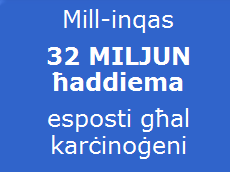 Mill-inqas
32 MILJUN
ħaddiema
esposti għal
karċinoġeni